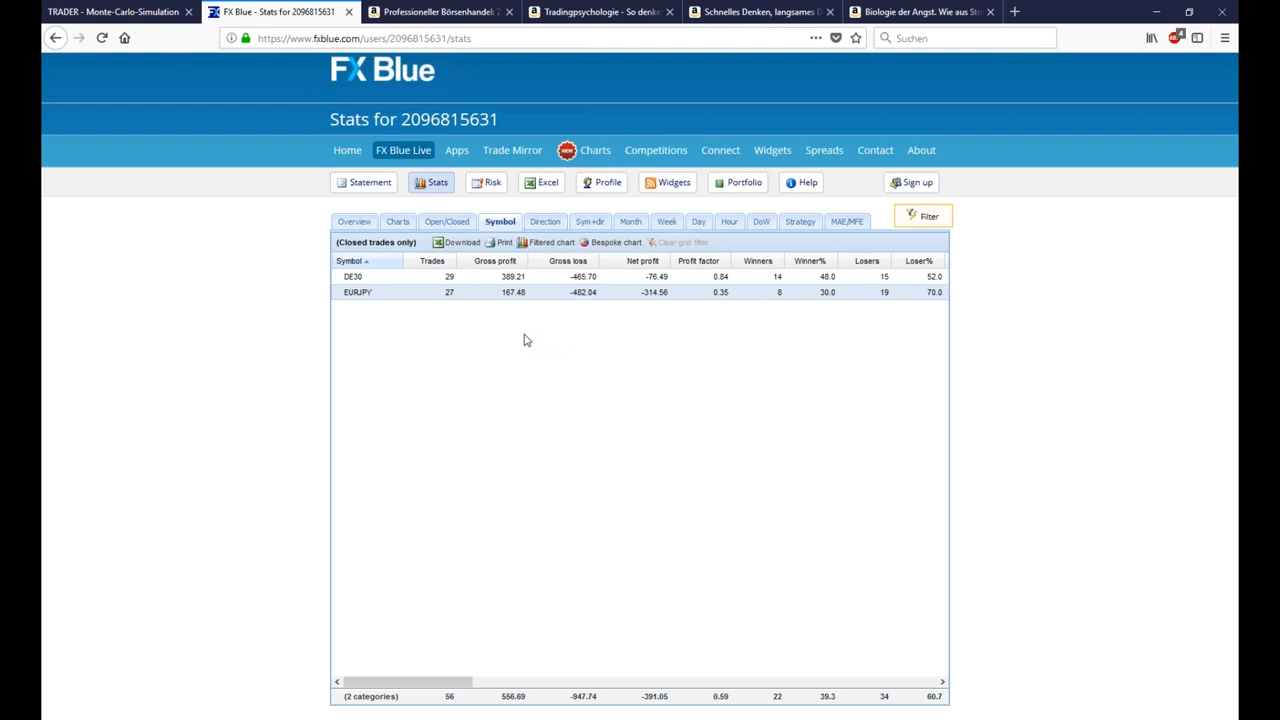 TRADER - Monte-Carlo-Simulation
FX Blue - Stats for 2096815631
Professioneller Börsenhandel:
Tradingpsychologie - So denke
Schnelles Denken, langsames
Biologie der Angst. Wie aus Str
https://www.fxblue.com/users/2096815631/stats
Suchen
4
FX Blue
Stats for 2096815631
Home FX Blue Live Apps Trade Mirror NEW Charts Competitions Connect Widgets Spreads Contact About
Statement Stats Risk Excel Profile Widgets Portfolio Help Sign up
Overview Charts Open/Closed Symbol Direction Sym+dir Month Week Day Hour DoW Strategy MAE/MFE Filter
(Closed trades only) Download Print Filtered chart Bespoke chart Clear grid filter
Symbol Trades Gross profit Gross loss Net profit Profit factor Winners Winner% Losers Loser%
DE30 29 389.21 -465.70 -76.49 0.84 14 48.0 15 52.0
EURJPY 27 167.48 -482.04 -314.56 0.35 8 30.0 19 70.0
(2 categories) 56 556.69 -947.74 -391.05 0.59 22 39.3 34 60.7